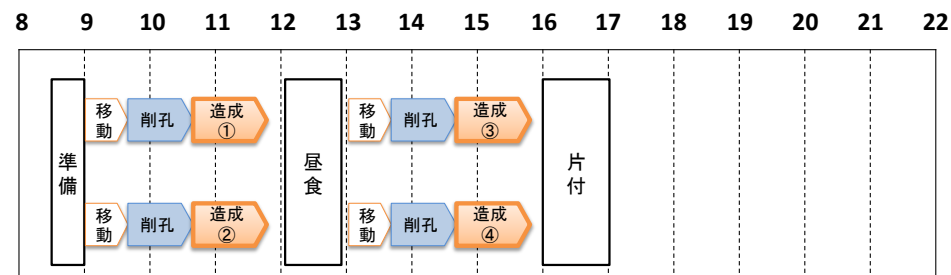 8 9 10 11 12 13 14 15 16 17 18 19 20 21 22
準備
移動
削孔
造成
①
移動
削孔
造成
②
昼食
移動
削孔
造成
③
移動
削孔
造成
④
片付